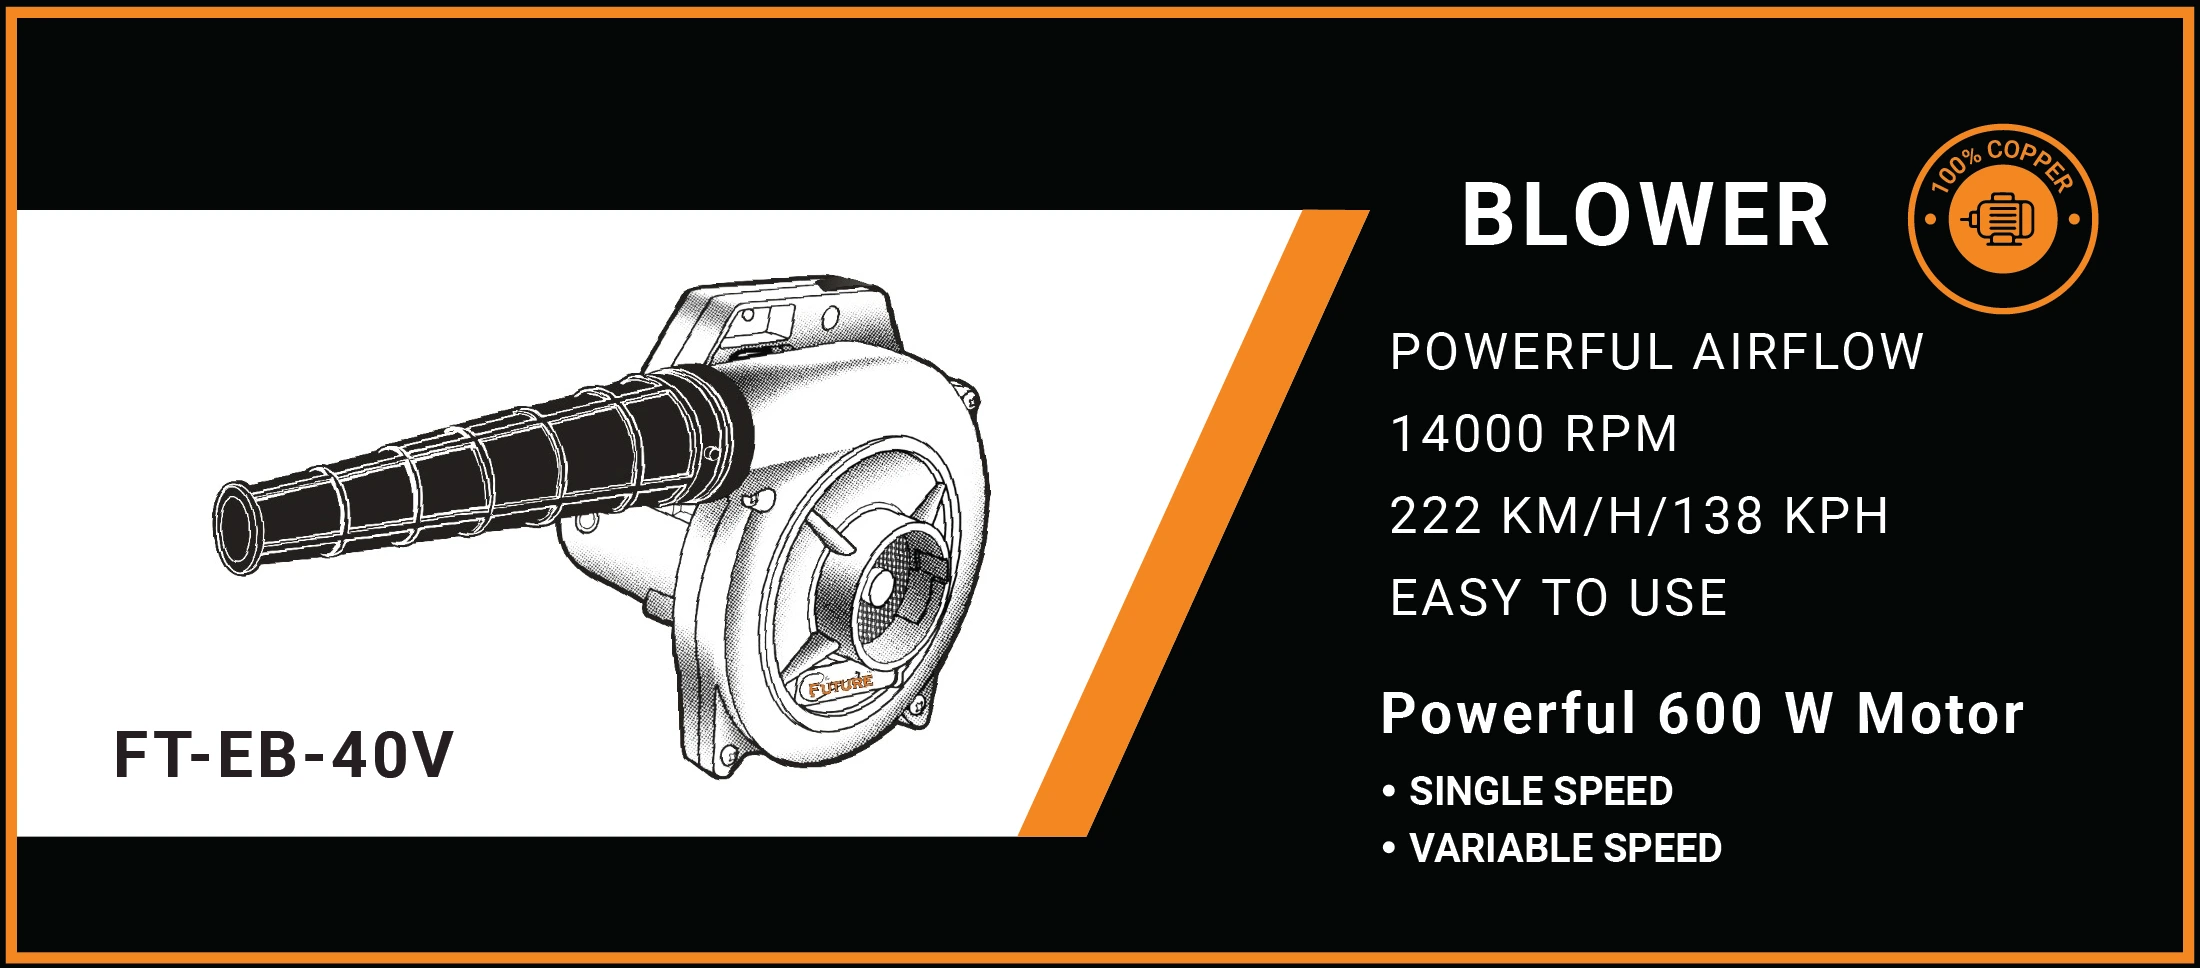 BLOWER
100% COPPER
POWERFUL AIRFLOW
14000 RPM
222 KM/H/138 KPH
EASY TO USE
Powerful 600 W Motor
• SINGLE SPEED
• VARIABLE SPEED
FUTURE
FT-EB-40V